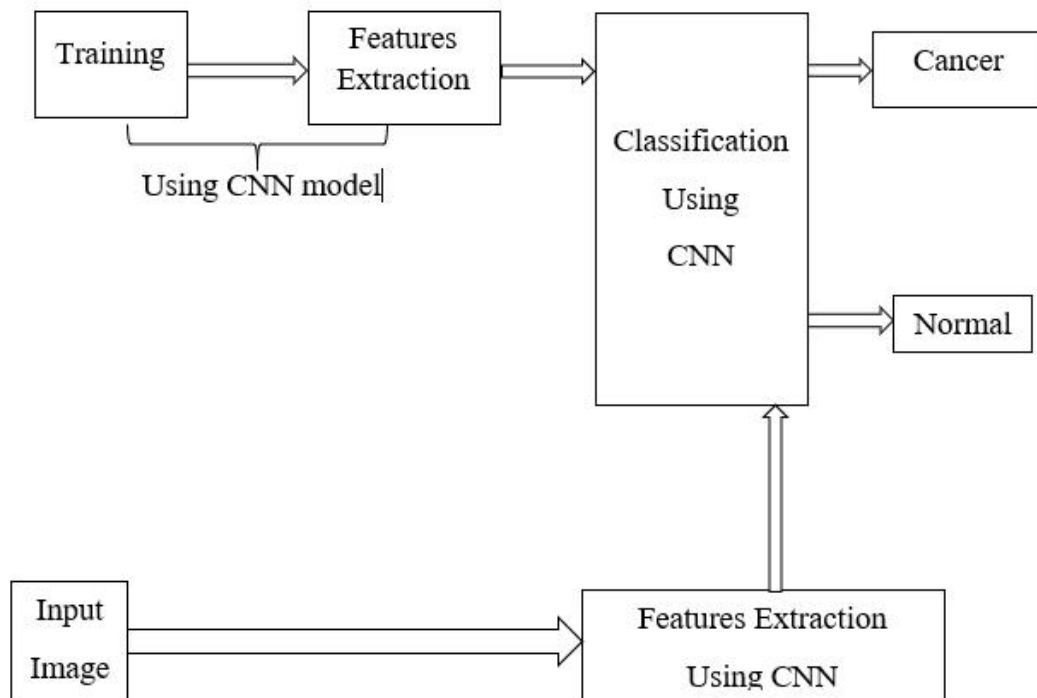 Training
Features
Extraction
Using CNN model
Classification
Using
CNN
Cancer
Normal
Input
Image
Features Extraction
Using CNN